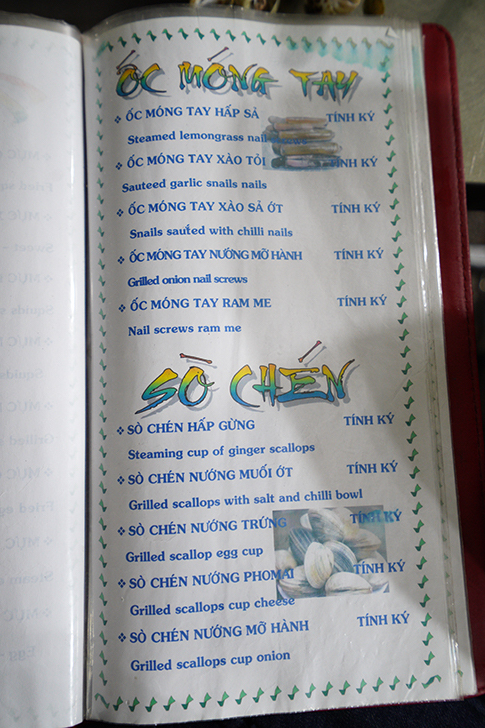 ỐC MÓNG TAY
❖ ỐC MÓNG TAY HẤP SẢ TÍNH KÝ
Steamed lemongrass nail screws
❖ ỐC MÓNG TAY XÀO TỎI TÍNH KÝ
Sauteed garlic snails nails
❖ ỐC MÓNG TAY XÀO SẢ ỚT TÍNH KÝ
Snails sauted with chilli nails
❖ ỐC MÓNG TAY NƯỚNG MỠ HÀNH TÍNH KÝ
Grilled onion nail screws
❖ ỐC MÓNG TAY RAM ME TÍNH KÝ
Nail screws ram me
SÒ CHÉN
❖ SÒ CHÉN HẤP GỪNG TÍNH KÝ
Steaming cup of ginger scallops
❖ SÒ CHÉN NƯỚNG MUỐI ỚT TÍNH KÝ
Grilled scallops with salt and chilli bowl
❖ SÒ CHÉN NƯỚNG TRỨNG TÍNH KÝ
Grilled scallop egg cup
❖ SÒ CHÉN NƯỚNG PHOMAI TÍNH KÝ
Grilled scallops cup cheese
❖ SÒ CHÉN NƯỚNG MỠ HÀNH TÍNH KÝ
Grilled scallops cup onion